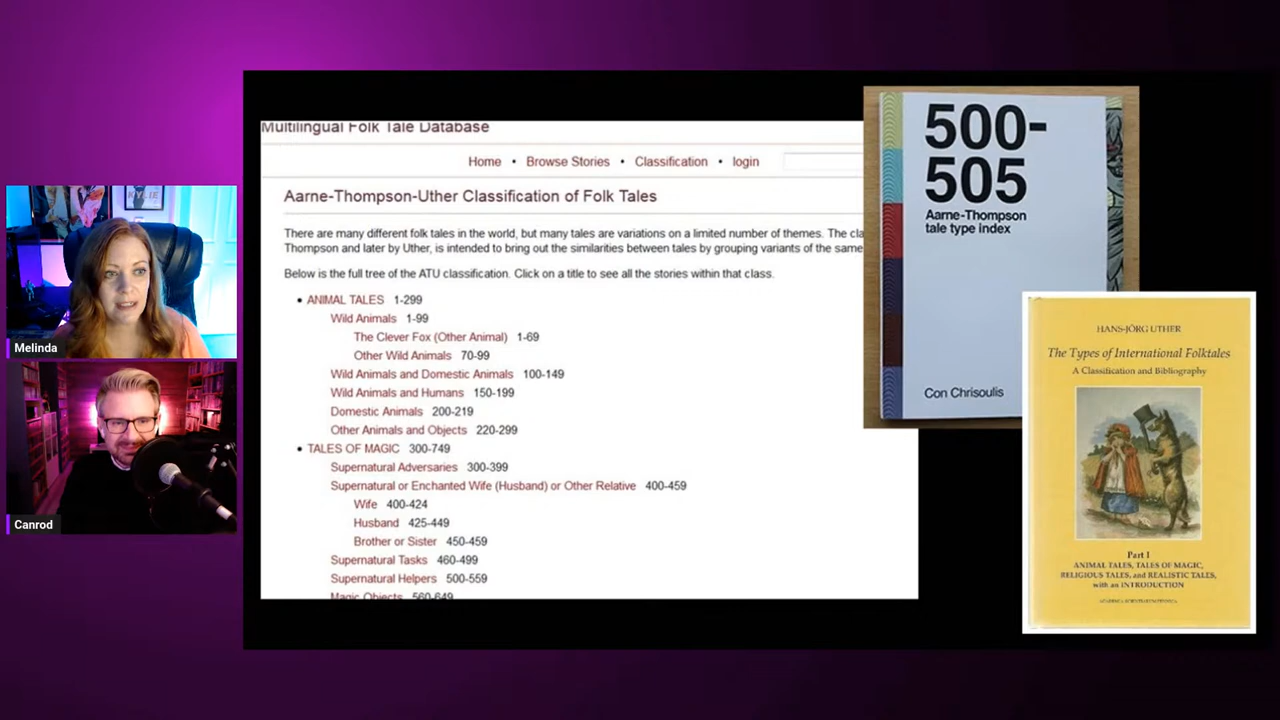 KYLIE
Melinda
Canrod
Multilingual Folk Tale Database
Home • Browse Stories • Classification • login
Aarne-Thompson-Uther Classification of Folk Tales
There are many different folk tales in the world, but many tales are variations on a limited number of themes. The cla
Thompson and later by Uther, is intended to bring out the similarities between tales by grouping variants of the same
Below is the full tree of the ATU classification. Click on a title to see all the stories within that class.
• ANIMAL TALES 1-299
Wild Animals 1-99
The Clever Fox (Other Animal) 1-69
Other Wild Animals 70-99
Wild Animals and Domestic Animals 100-149
Wild Animals and Humans 150-199
Domestic Animals 200-219
Other Animals and Objects 220-299
• TALES OF MAGIC 300-749
Supernatural Adversaries 300-399
Supernatural or Enchanted Wife (Husband) or Other Relative 400-459
Wife 400-424
Husband 425-449
Brother or Sister 450-459
Supernatural Tasks 460-499
Supernatural Helpers 500-559
Magic Objects 560-649
500-
505
Aarne-Thompson
tale type index
Con Chrisoulis
HANS-JÖRG UTHER
The Types of International Folktales
A Classification and Bibliography
Part I
ANIMAL TALES, TALES OF MAGIC,
RELIGIOUS TALES, and REALISTIC TALES,
with an INTRODUCTION